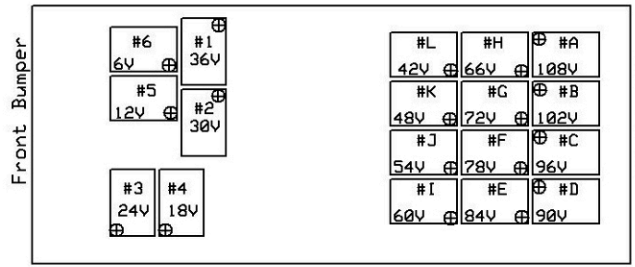 Front Bumper
#6
6V
#1
36V
#5
12V
#2
30V
#3
24V
#4
18V
#L
42V
#H
66V
#A
108V
#K
48V
#G
72V
#B
102V
#J
54V
#F
78V
#C
96V
#I
60V
#E
84V
#D
90V